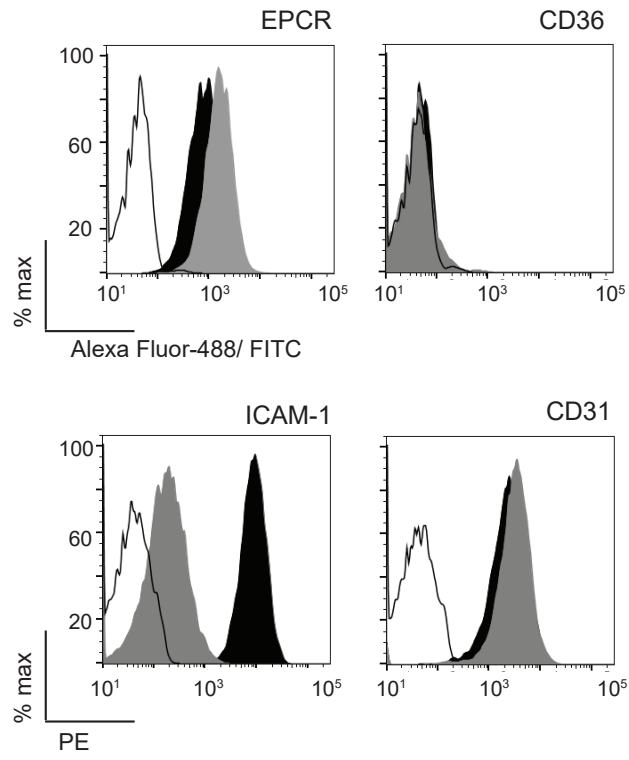 EPCR
CD36
100
60
20
10¹ 10³ 10⁵
10¹ 10³ 10⁵
% max
Alexa Fluor-488/ FITC
ICAM-1
CD31
100
60
20
10¹ 10³ 10⁵
10¹ 10³ 10⁵
% max
PE